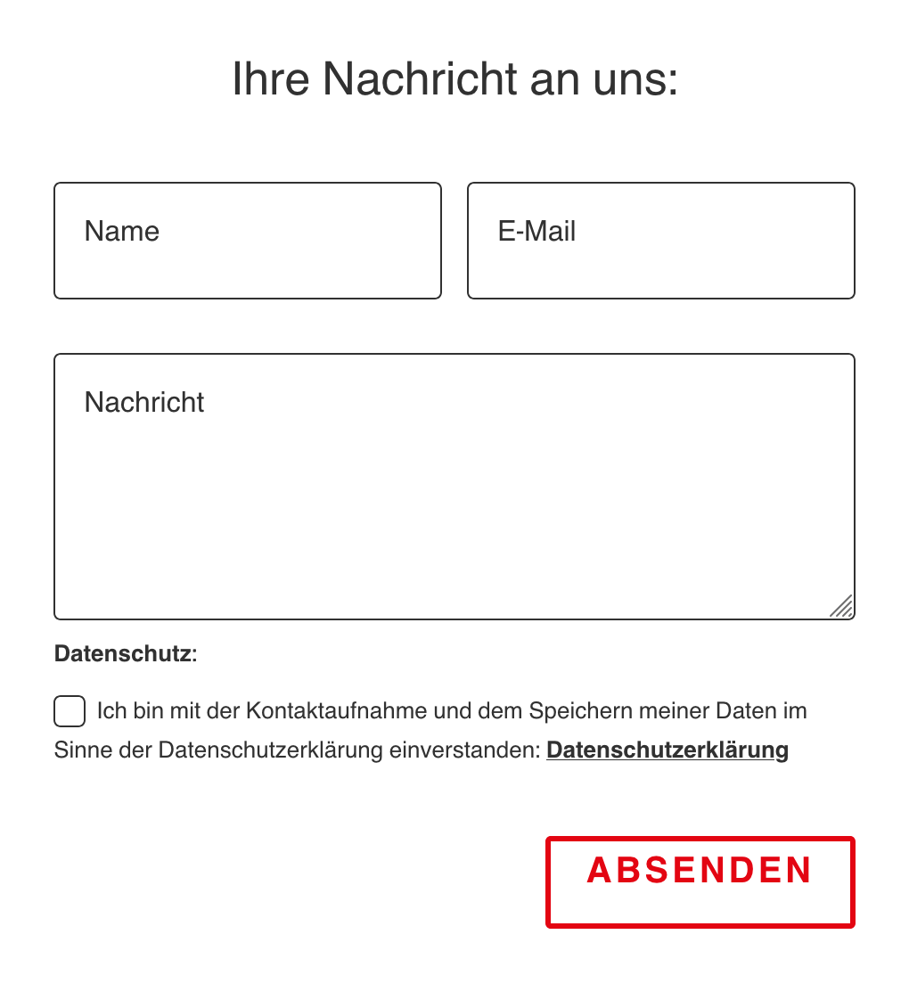 Ihre Nachricht an uns:
Name
E-Mail
Nachricht
Datenschutz:
Ich bin mit der Kontaktaufnahme und dem Speichern meiner Daten im
Sinne der Datenschutzerklärung einverstanden: Datenschutzerklärung
ABSENDEN